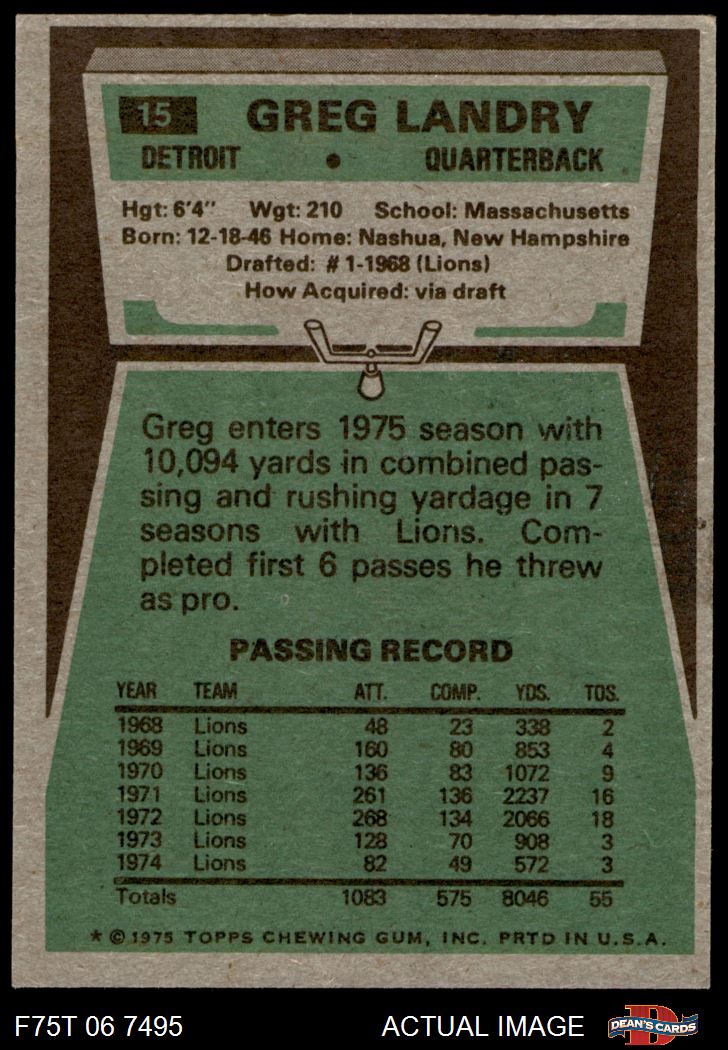 15 GREG LANDRY
DETROIT • QUARTERBACK
Hgt: 6'4" Wgt: 210 School: Massachusetts
Born: 12-18-46 Home: Nashua, New Hampshire
Drafted: #1-1968 (Lions)
How Acquired: via draft
Greg enters 1975 season with
10,094 yards in combined pas-
sing and rushing yardage in 7
seasons with Lions. Com-
pleted first 6 passes he threw
as pro.
PASSING RECORD
YEAR TEAM ATT. COMP. YDS. TDS.
1968 Lions 48 23 338 2
1969 Lions 160 80 853 4
1970 Lions 136 83 1072 9
1971 Lions 261 136 2237 16
1972 Lions 268 134 2066 18
1973 Lions 128 70 908 3
1974 Lions 82 49 572 3
Totals 1083 575 8046 55
* © 1975 TOPPS CHEWING GUM, INC. PRTD IN U.S.A.
F75T 06 7495 ACTUAL IMAGE D DEAN'S CARDS